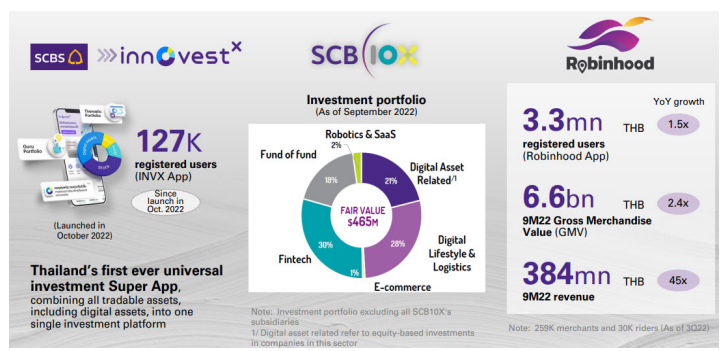 SCBS
innovestx
Thematic
Portfolio
Guru
Portfolio
127K
registered users
(INVX App)
Since
launch in
Oct. 2022
(Launched in
October 2022)
Thailand's first ever universal
investment Super App,
combining all tradable assets,
including digital assets, into one
single investment platform
SCB 10X
Investment portfolio
(As of September 2022)
Robotics & SaaS
2%
Fund of fund
18%
Digital Asset
Related/1
21%
FAIR VALUE
$465M
30%
Fintech
28%
Digital
Lifestyle &
Logistics
1%
E-commerce
Note: Investment portfolio excluding all SCB10X's
subsidiaries
1/ Digital asset related refer to equity-based investments
in companies in this sector
Robinhood
YoY growth
3.3mn THB 1.5x
registered users
(Robinhood App)
6.6bn THB 2.4x
9M22 Gross Merchandise
Value (GMV)
384mn THB 45x
9M22 revenue
Note: 259K merchants and 30K riders (As of 3Q22)